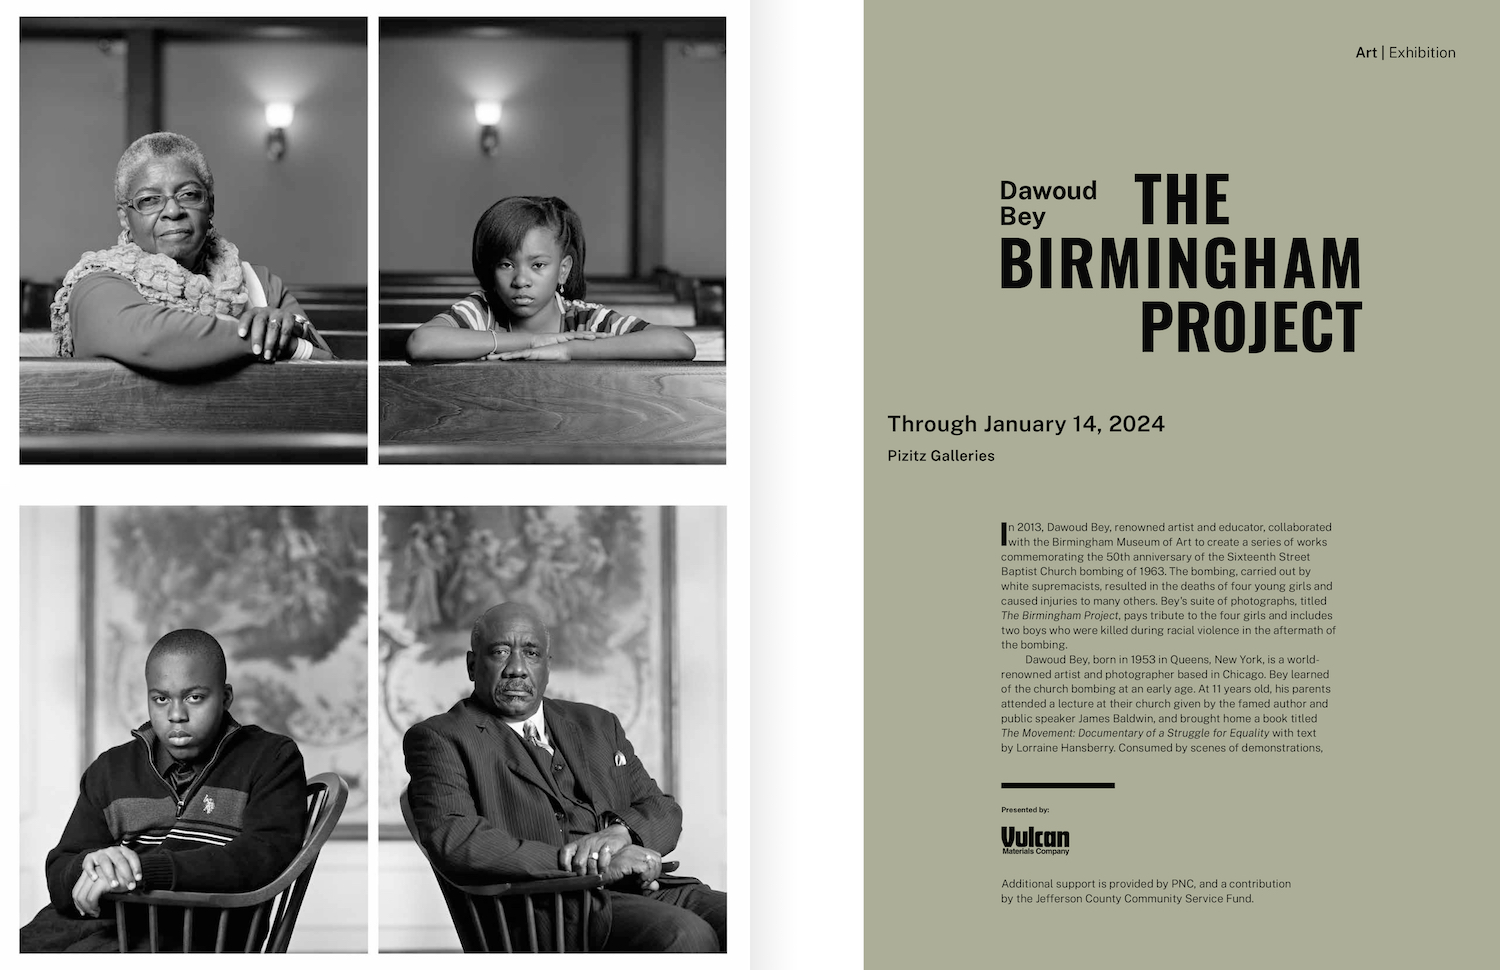 Art | Exhibition
Dawoud
Bey
THE
BIRMINGHAM
PROJECT
Through January 14, 2024
Pizitz Galleries
In 2013, Dawoud Bey, renowned artist and educator, collaborated
with the Birmingham Museum of Art to create a series of works
commemorating the 50th anniversary of the Sixteenth Street
Baptist Church bombing of 1963. The bombing, carried out by
white supremacists, resulted in the deaths of four young girls and
caused injuries to many others. Bey's suite of photographs, titled
The Birmingham Project, pays tribute to the four girls and includes
two boys who were killed during racial violence in the aftermath of
the bombing.
Dawoud Bey, born in 1953 in Queens, New York, is a world-
renowned artist and photographer based in Chicago. Bey learned
of the church bombing at an early age. At 11 years old, his parents
attended a lecture at their church given by the famed author and
public speaker James Baldwin, and brought home a book titled
The Movement: Documentary of a Struggle for Equality with text
by Lorraine Hansberry. Consumed by scenes of demonstrations,
Presented by:
Vulcan
Materials Company
Additional support is provided by PNC, and a contribution
by the Jefferson County Community Service Fund.